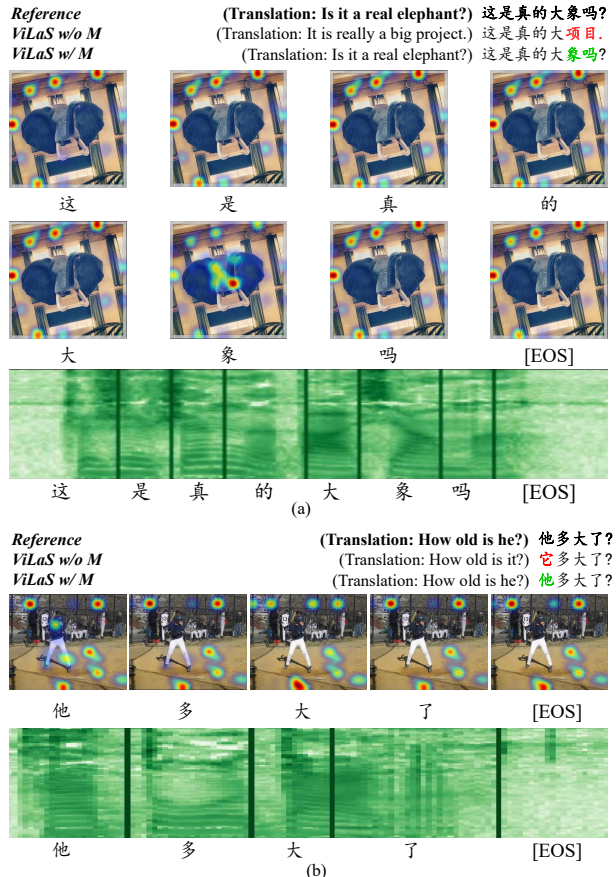 Reference (Translation: Is it a real elephant?) 这是真的大象吗?
ViLaS w/o M (Translation: It is really a big project.) 这是真的大项目.
ViLaS w/ M (Translation: Is it a real elephant?) 这是真的大象吗?
这 是 真 的
大 象 吗 [EOS]
这 是 真 的 大 象 吗 [EOS]
(a)
Reference (Translation: How old is he?) 他多大了?
ViLaS w/o M (Translation: How old is it?) 它多大了?
ViLaS w/ M (Translation: How old is he?) 他多大了?
他 多 大 了 [EOS]
他 多 大 了 [EOS]
(b)